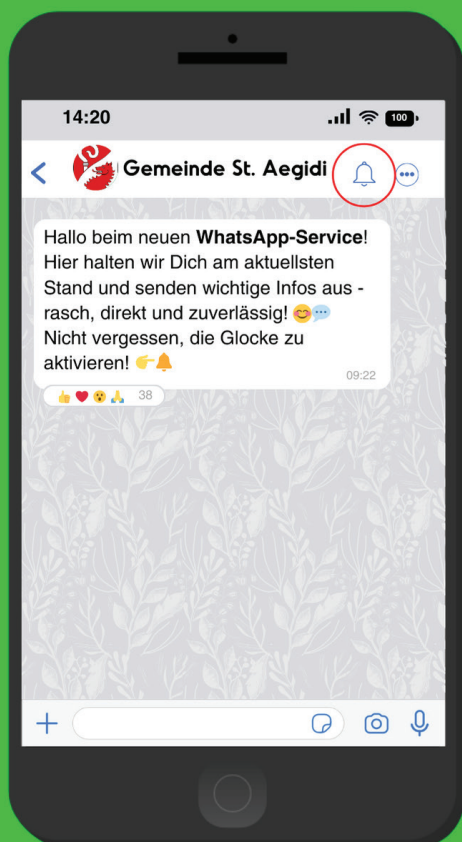 14:20
100
Gemeinde St. Aegidi
Hallo beim neuen WhatsApp-Service!
Hier halten wir Dich am aktuellsten
Stand und senden wichtige Infos aus -
rasch, direkt und zuverlässig! 😊💬
Nicht vergessen, die Glocke zu
aktivieren! 👉🔔
09:22
👍❤️😮🙏 38